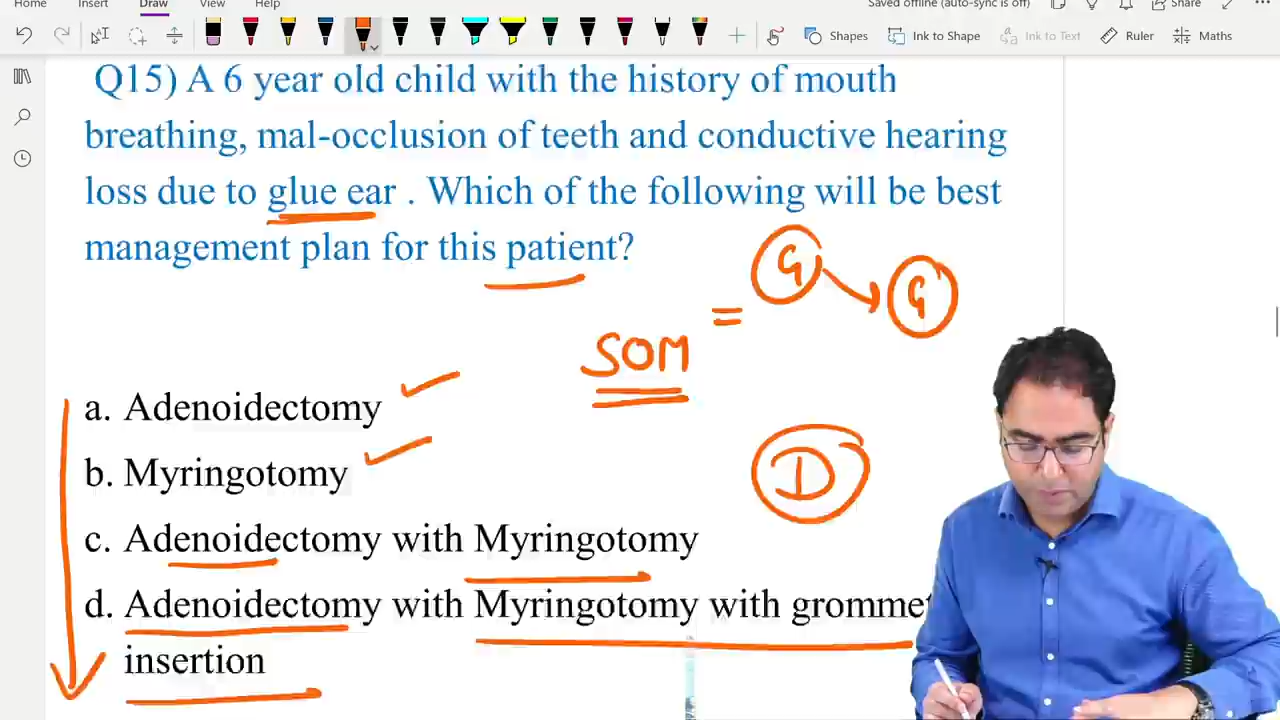 Home Insert Draw View Help Saved offline (auto-sync is off) Share
Shapes Ink to Shape Ink to Text Ruler Maths
Q15) A 6 year old child with the history of mouth
breathing, mal-occlusion of teeth and conductive hearing
loss due to glue ear . Which of the following will be best
management plan for this patient?
G G
=
SOM
a. Adenoidectomy
b. Myringotomy
D
c. Adenoidectomy with Myringotomy
d. Adenoidectomy with Myringotomy with gromme
insertion